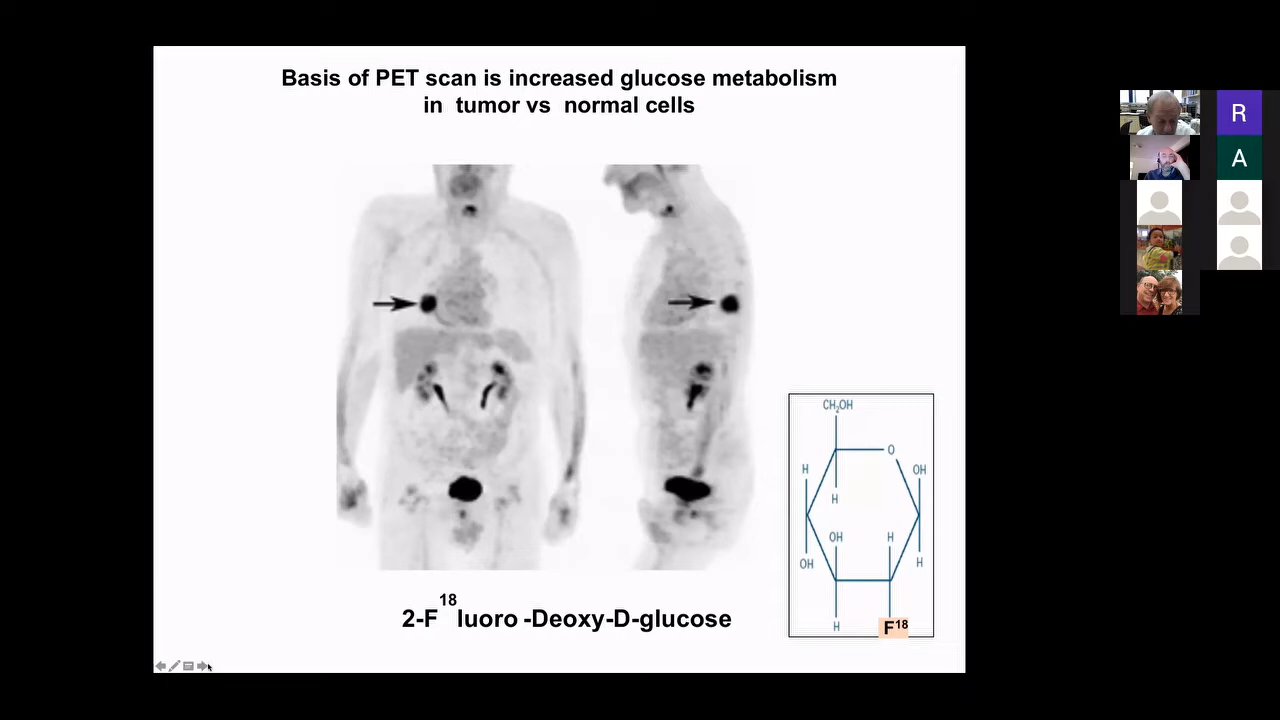 Basis of PET scan is increased glucose metabolism
in tumor vs normal cells
2-F18luoro -Deoxy-D-glucose
CH2OH
O
H
OH
H
OH
H
OH
H
H
F18
R
A